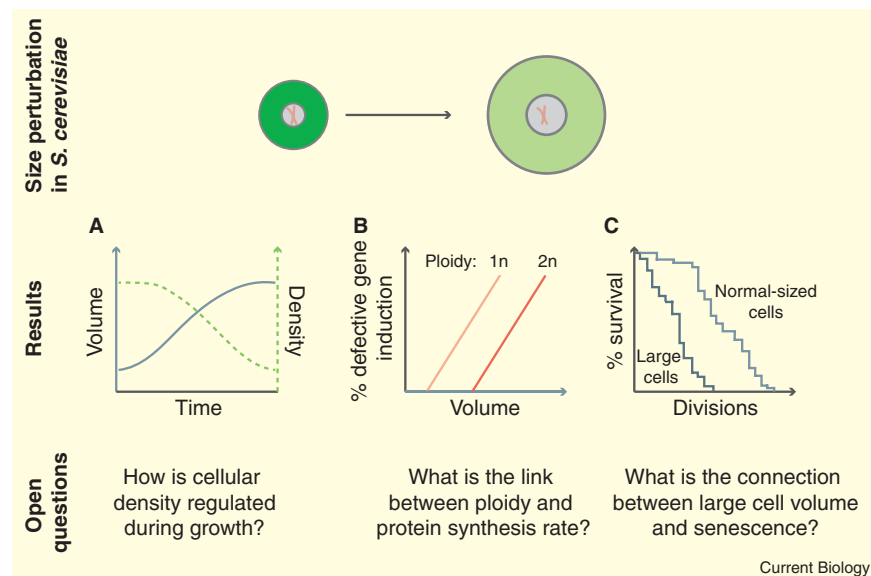 Size perturbation
in S. cerevisiae
Results
A
Volume
Density
Time
B
% defective gene
induction
Ploidy: 1n 2n
Volume
C
% survival
Normal-sized
cells
Large
cells
Divisions
Open
questions
How is cellular
density regulated
during growth?
What is the link
between ploidy and
protein synthesis rate?
What is the connection
between large cell volume
and senescence?
Current Biology